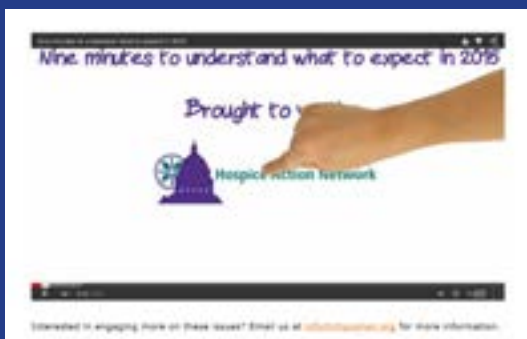 Nine minutes to understand what to expect in 2015
Brought to
Hospice Action Network
Interested in engaging more on these issues? Email us at for more information.